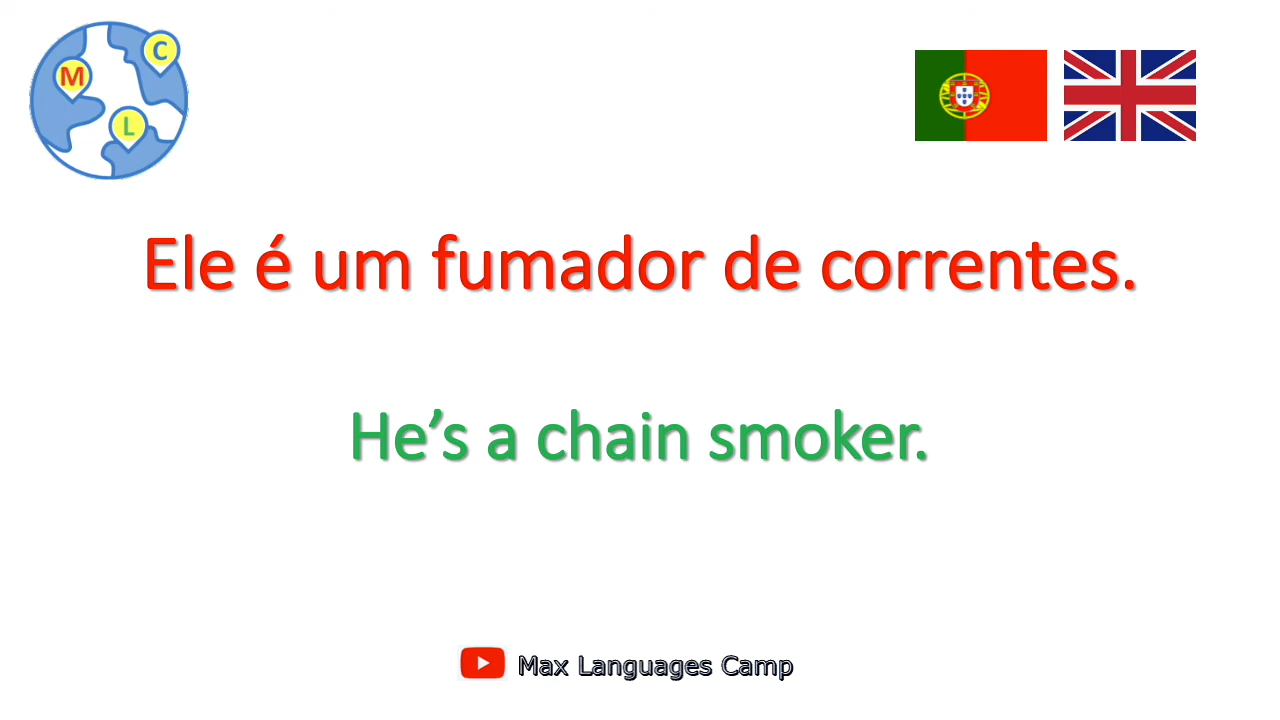 M
C
L
Ele é um fumador de correntes.
He’s a chain smoker.
Max Languages Camp